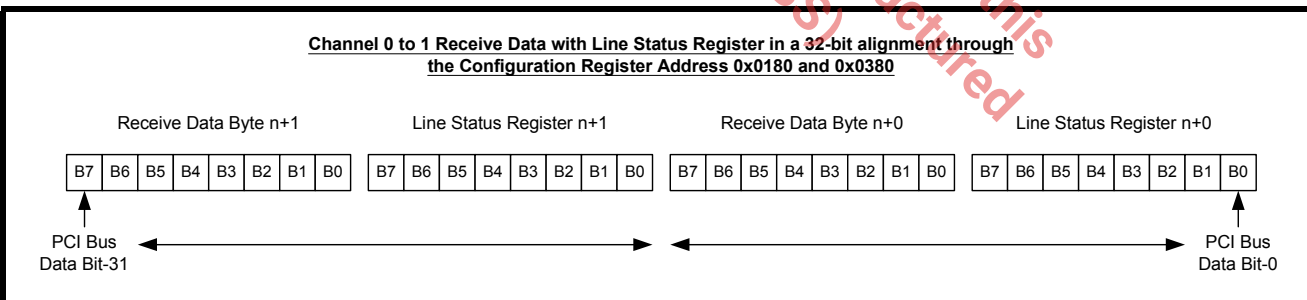 this
uctured
S)
Channel 0 to 1 Receive Data with Line Status Register in a 32-bit alignment through
the Configuration Register Address 0x0180 and 0x0380
Receive Data Byte n+1 Line Status Register n+1 Receive Data Byte n+0 Line Status Register n+0
B7 B6 B5 B4 B3 B2 B1 B0 B7 B6 B5 B4 B3 B2 B1 B0 B7 B6 B5 B4 B3 B2 B1 B0 B7 B6 B5 B4 B3 B2 B1 B0
PCI Bus PCI Bus
Data Bit-31 Data Bit-0